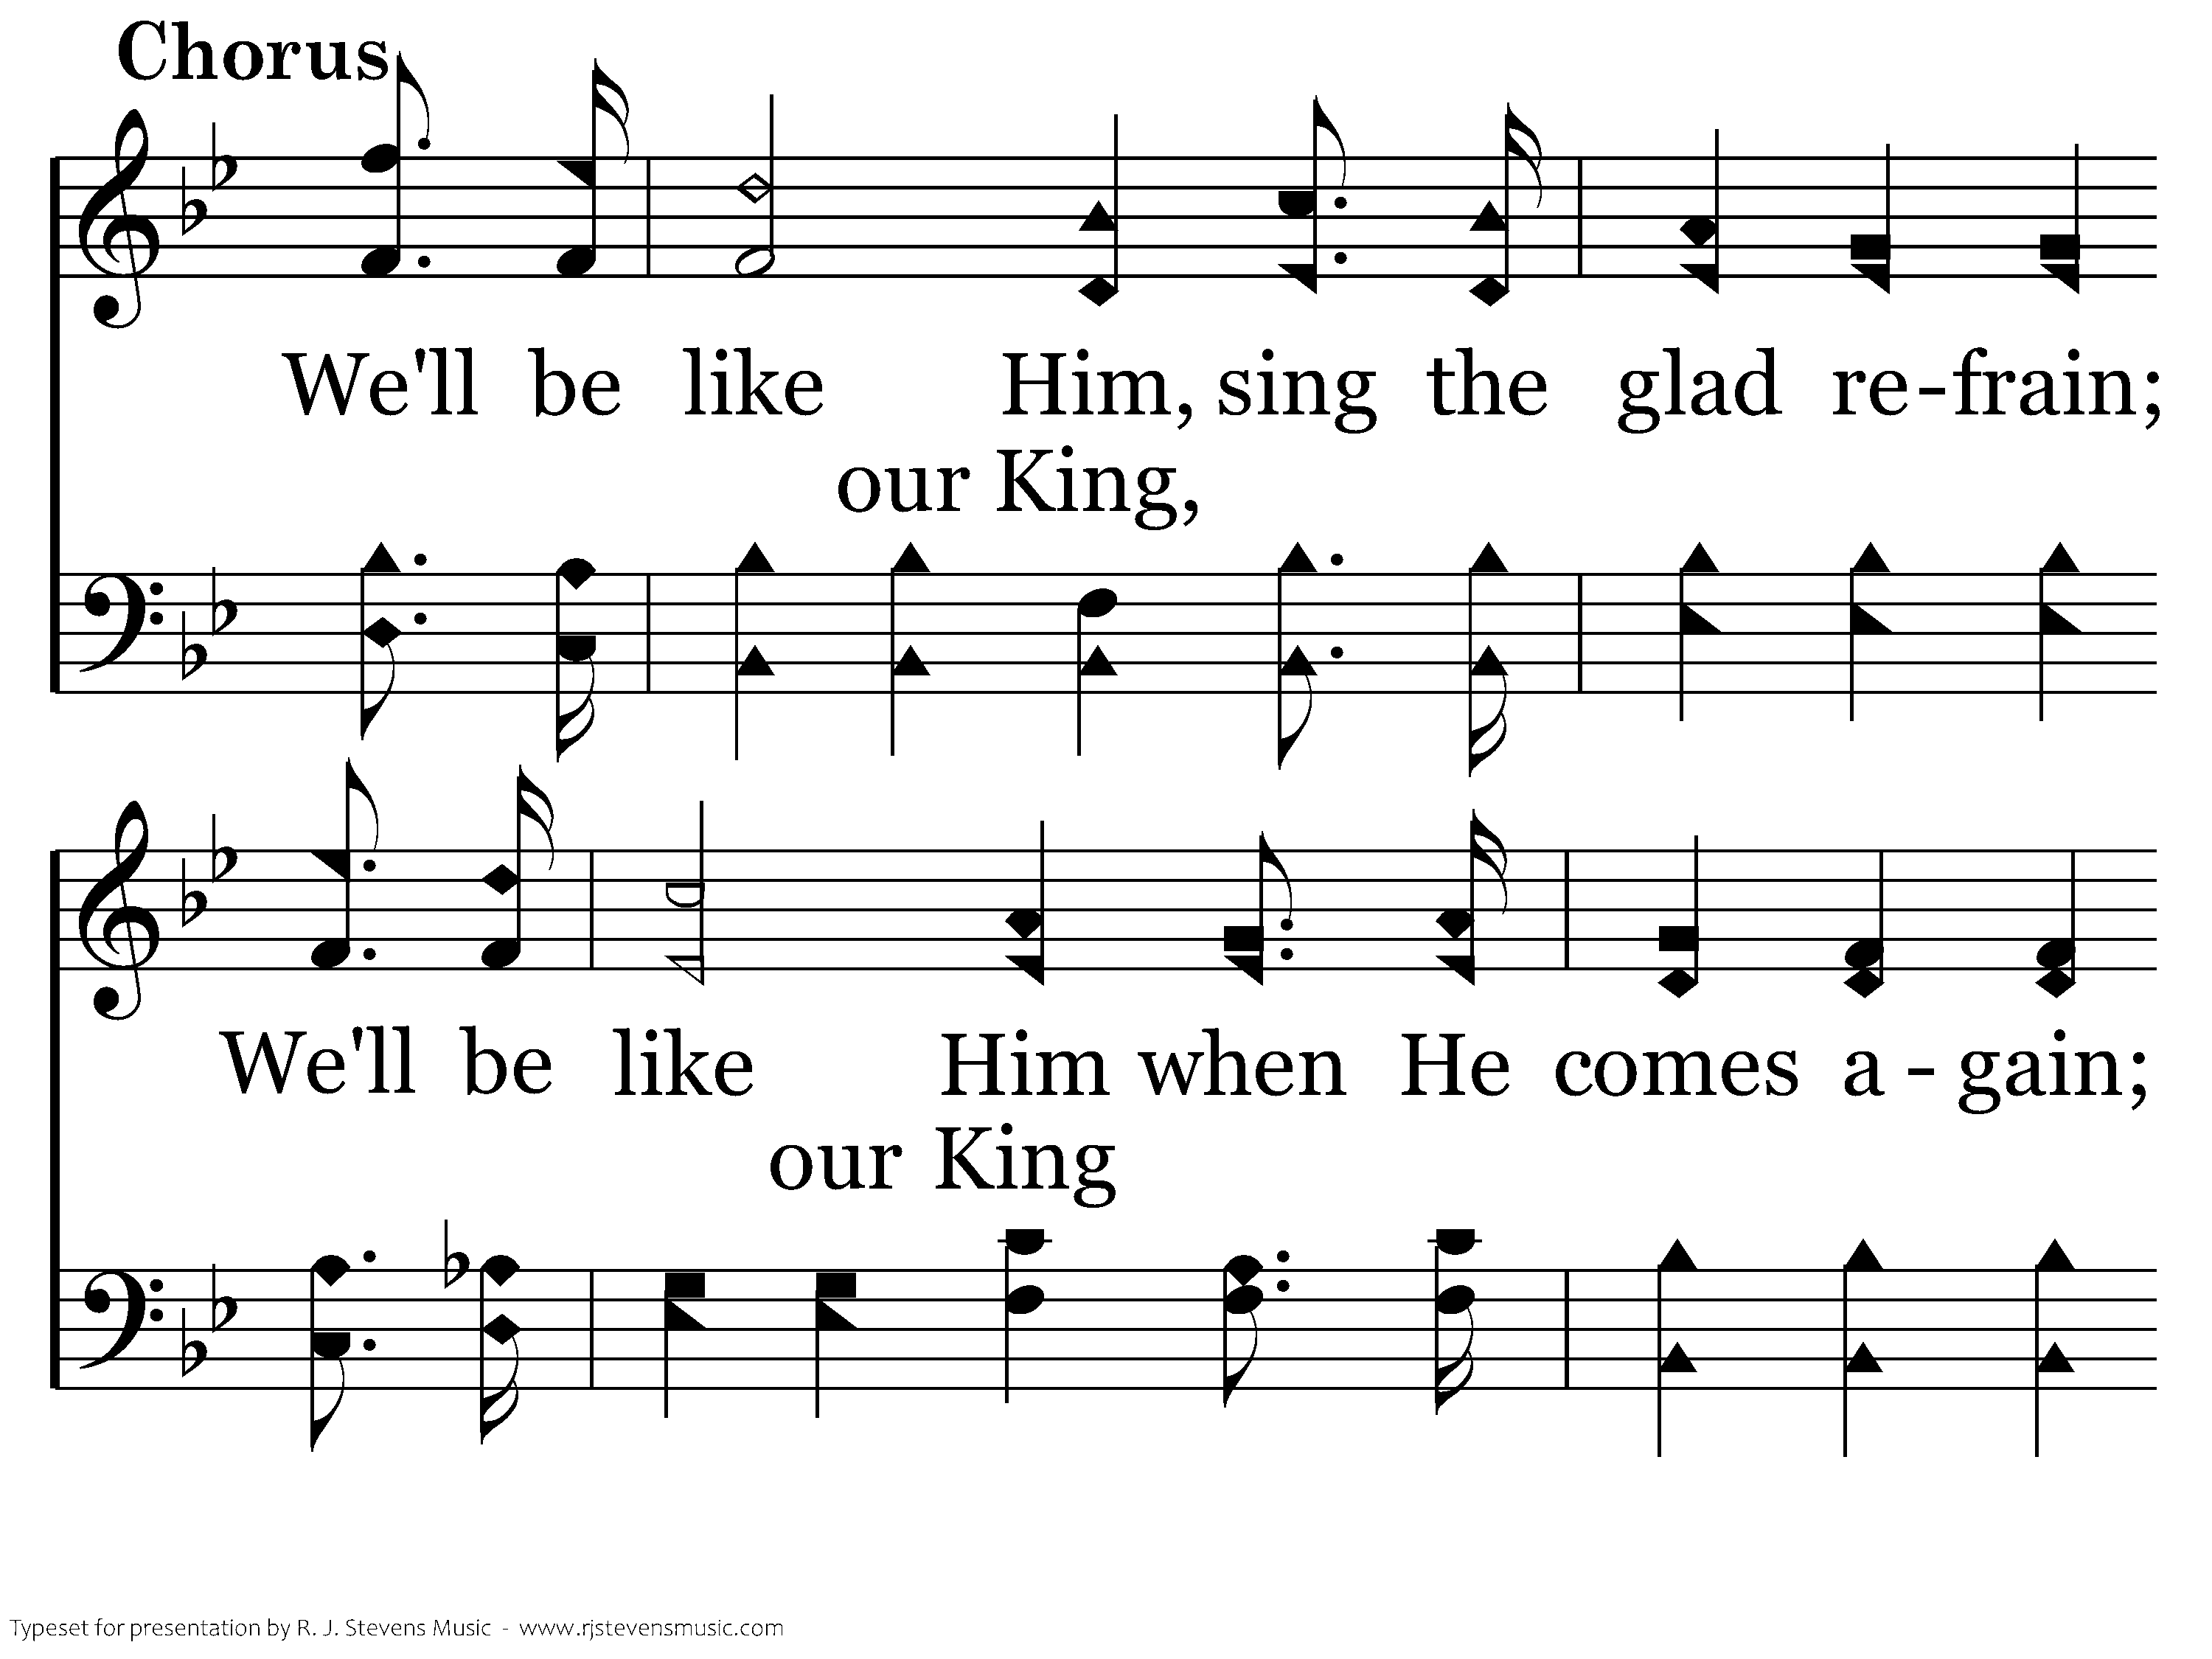 Chorus
We'll be like Him, sing the glad re-frain;
our King,
We'll be like Him when He comes a-gain;
our King
Typeset for presentation by R. J. Stevens Music - www.rjstevensmusic.com